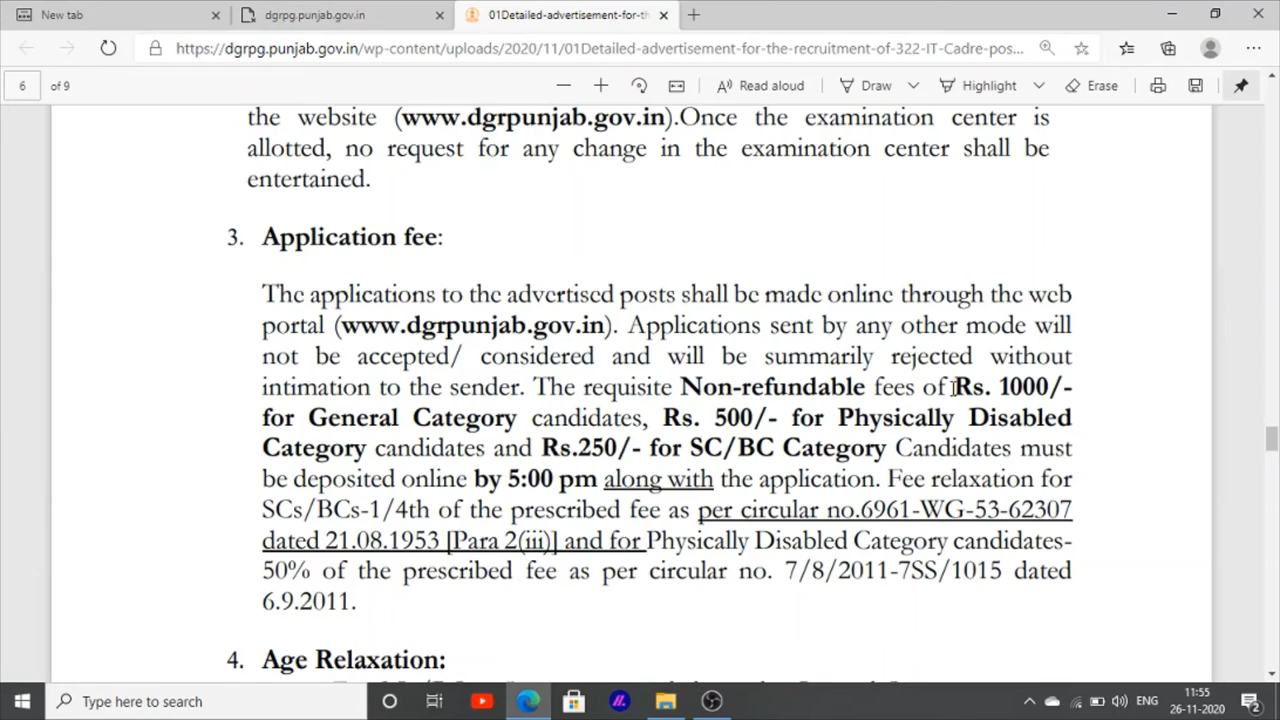 New tab
dgrpg.punjab.gov.in
01Detailed-advertisement-for-th
https://dgrpg.punjab.gov.in/wp-content/uploads/2020/11/01Detailed-advertisement-for-the-recruitment-of-322-IT-Cadre-pos...
6 of 9
Read aloud
Draw
Highlight
Erase
the website (www.dgrpunjab.gov.in).Once the examination center is
allotted, no request for any change in the examination center shall be
entertained.
3. Application fee:
The applications to the advertised posts shall be made online through the web
portal (www.dgrpunjab.gov.in). Applications sent by any other mode will
not be accepted/ considered and will be summarily rejected without
intimation to the sender. The requisite Non-refundable fees of Rs. 1000/-
for General Category candidates, Rs. 500/- for Physically Disabled
Category candidates and Rs.250/- for SC/BC Category Candidates must
be deposited online by 5:00 pm along with the application. Fee relaxation for
SCs/BCs-1/4th of the prescribed fee as per circular no.6961-WG-53-62307
dated 21.08.1953 [Para 2(iii)] and for Physically Disabled Category candidates-
50% of the prescribed fee as per circular no. 7/8/2011-7SS/1015 dated
6.9.2011.
4. Age Relaxation:
Type here to search
ENG
11:55
26-11-2020
2